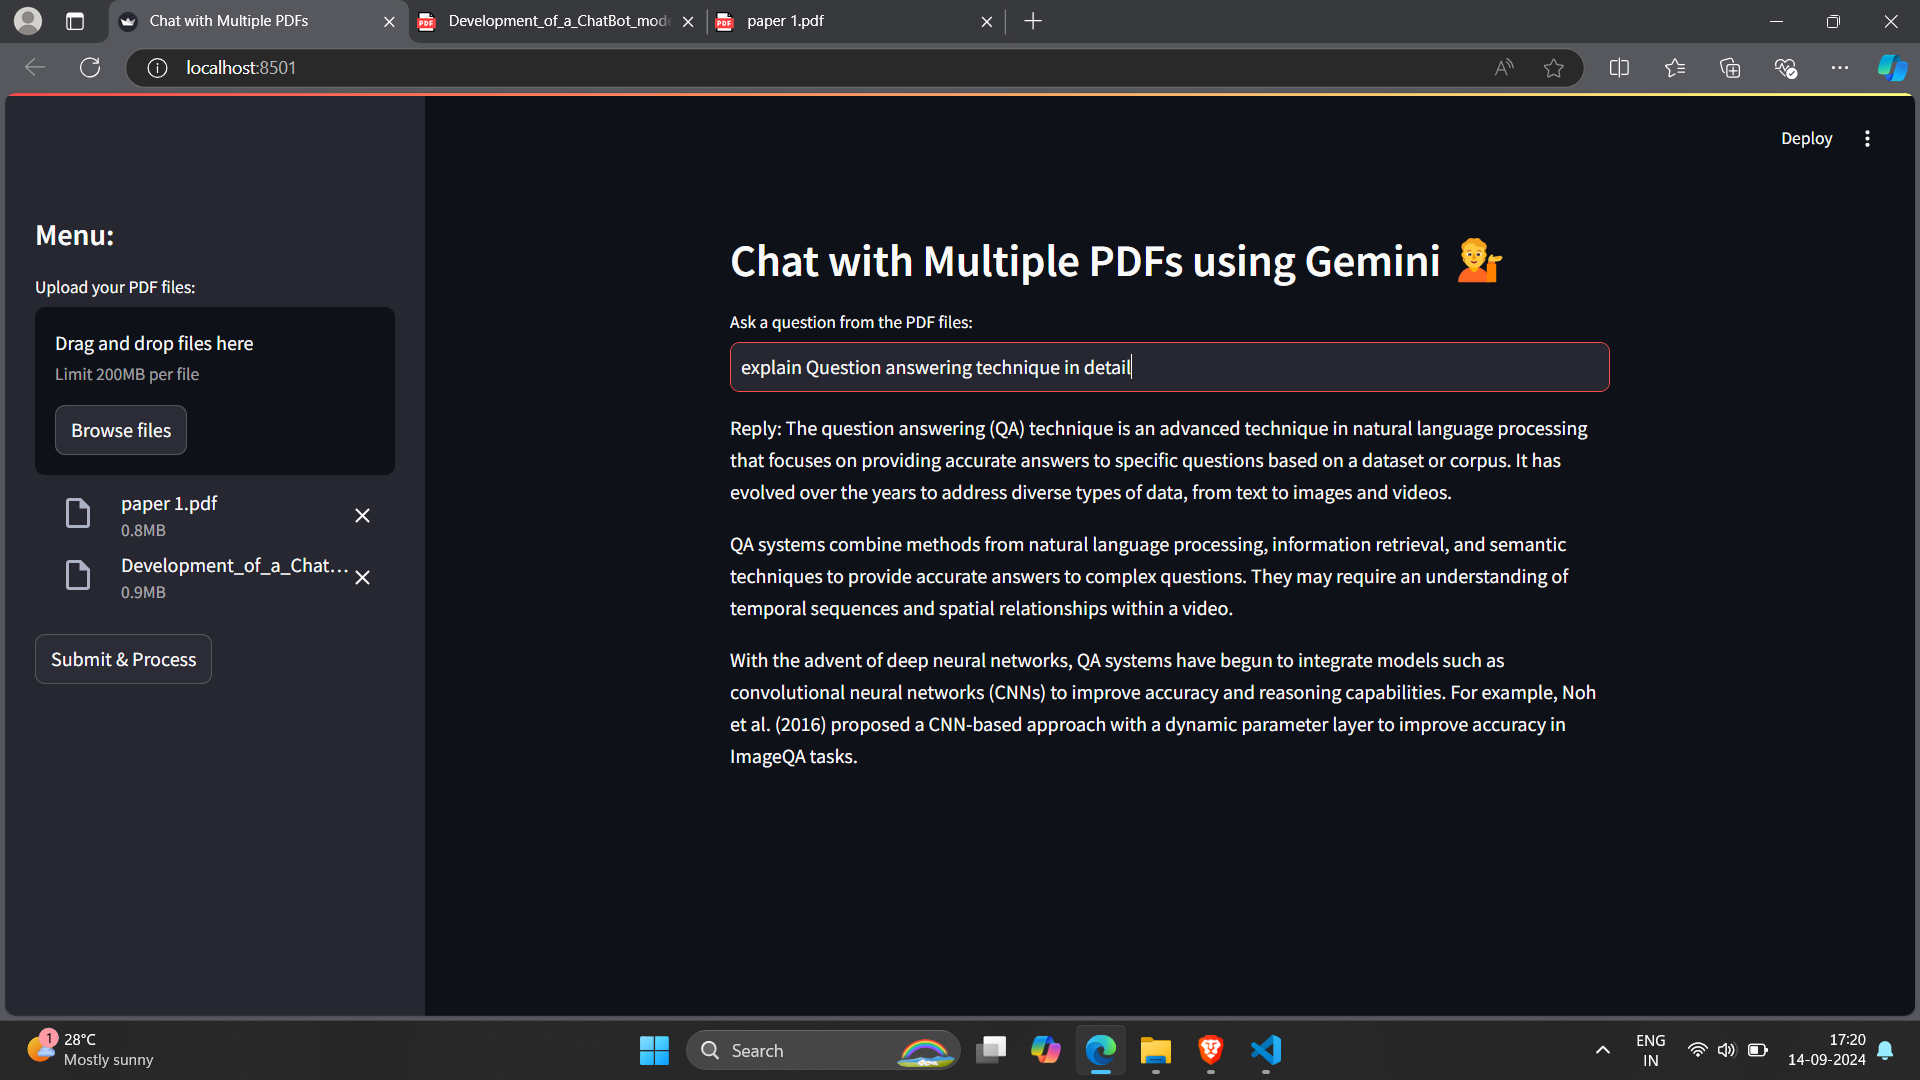 Chat with Multiple PDFs
Development_of_a_ChatBot_mod
paper 1.pdf
localhost:8501
Deploy
Menu:
Upload your PDF files:
Drag and drop files here
Limit 200MB per file
Browse files
paper 1.pdf
0.8MB
Development_of_a_Chat...
0.9MB
Submit & Process
Chat with Multiple PDFs using Gemini 💁
Ask a question from the PDF files:
explain Question answering technique in detail
Reply: The question answering (QA) technique is an advanced technique in natural language processing
that focuses on providing accurate answers to specific questions based on a dataset or corpus. It has
evolved over the years to address diverse types of data, from text to images and videos.
QA systems combine methods from natural language processing, information retrieval, and semantic
techniques to provide accurate answers to complex questions. They may require an understanding of
temporal sequences and spatial relationships within a video.
With the advent of deep neural networks, QA systems have begun to integrate models such as
convolutional neural networks (CNNs) to improve accuracy and reasoning capabilities. For example, Noh
et al. (2016) proposed a CNN-based approach with a dynamic parameter layer to improve accuracy in
ImageQA tasks.
1
28°C
Mostly sunny
Search
ENG
IN
17:20
14-09-2024